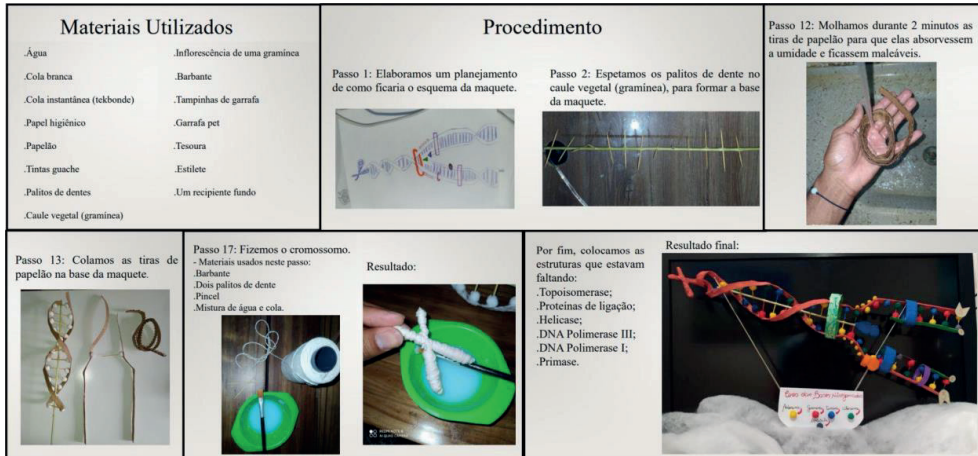 Materiais Utilizados
.Água
.Cola branca
.Cola instantânea (tekbonde)
.Papel higiênico
.Papelão
.Tintas guache
.Palitos de dentes
.Caule vegetal (gramínea)
.Inflorescência de uma gramínea
.Barbante
.Tampinhas de garrafa
.Garrafa pet
.Tesoura
.Estilete
.Um recipiente fundo
Procedimento
Passo 1: Elaboramos um planejamento
de como ficaria o esquema da maquete.
Passo 2: Espetamos os palitos de dente no
caule vegetal (gramínea), para formar a base
da maquete.
Passo 12: Molhamos durante 2 minutos as
tiras de papelão para que elas absorvessem
a umidade e ficassem maleáveis.
Passo 13: Colamos as tiras de
papelão na base da maquete.
Passo 17: Fizemos o cromossomo.
- Materiais usados neste passo:
.Barbante
.Dois palitos de dente
.Pincel
.Mistura de água e cola.
Resultado:
Por fim, colocamos as
estruturas que estavam
faltando:
.Topoisomerase;
.Proteínas de ligação;
.Helicase;
.DNA Polimerase III;
.DNA Polimerase I;
.Primase.
Resultado final: